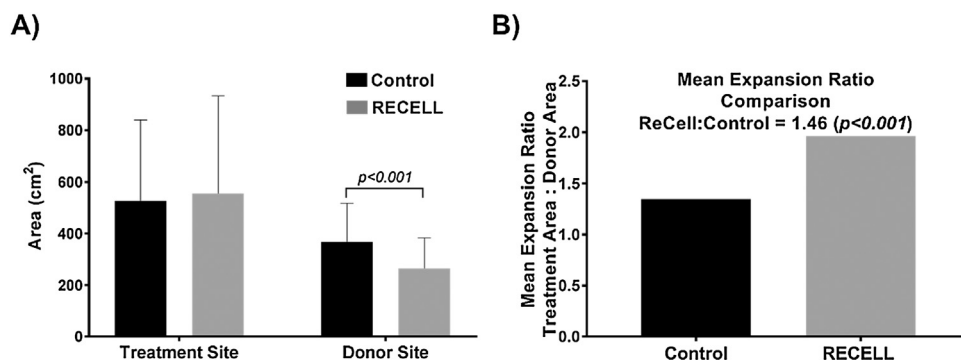 A)
1000
800
600
400
200
0
Area (cm²)
Control
RECELL
p<0.001
Treatment Site
Donor Site
B)
2.5
2.0
1.5
1.0
0.5
0.0
Mean Expansion Ratio
Treatment Area : Donor Area
Mean Expansion Ratio
Comparison
ReCell:Control = 1.46 (p<0.001)
Control
RECELL